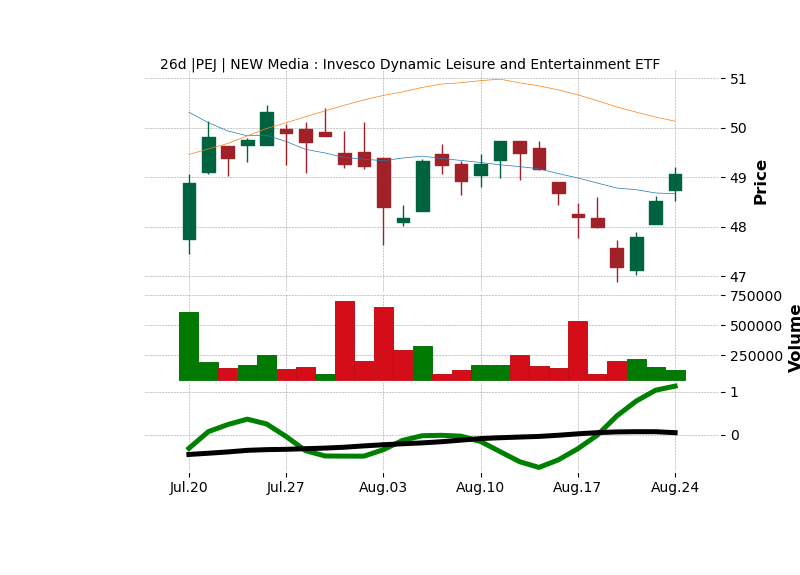 26d |PEJ | NEW Media : Invesco Dynamic Leisure and Entertainment ETF
51
50
49
48
47
Price
750000
500000
250000
Volume
1
0
Jul.20 Jul.27 Aug.03 Aug.10 Aug.17 Aug.24